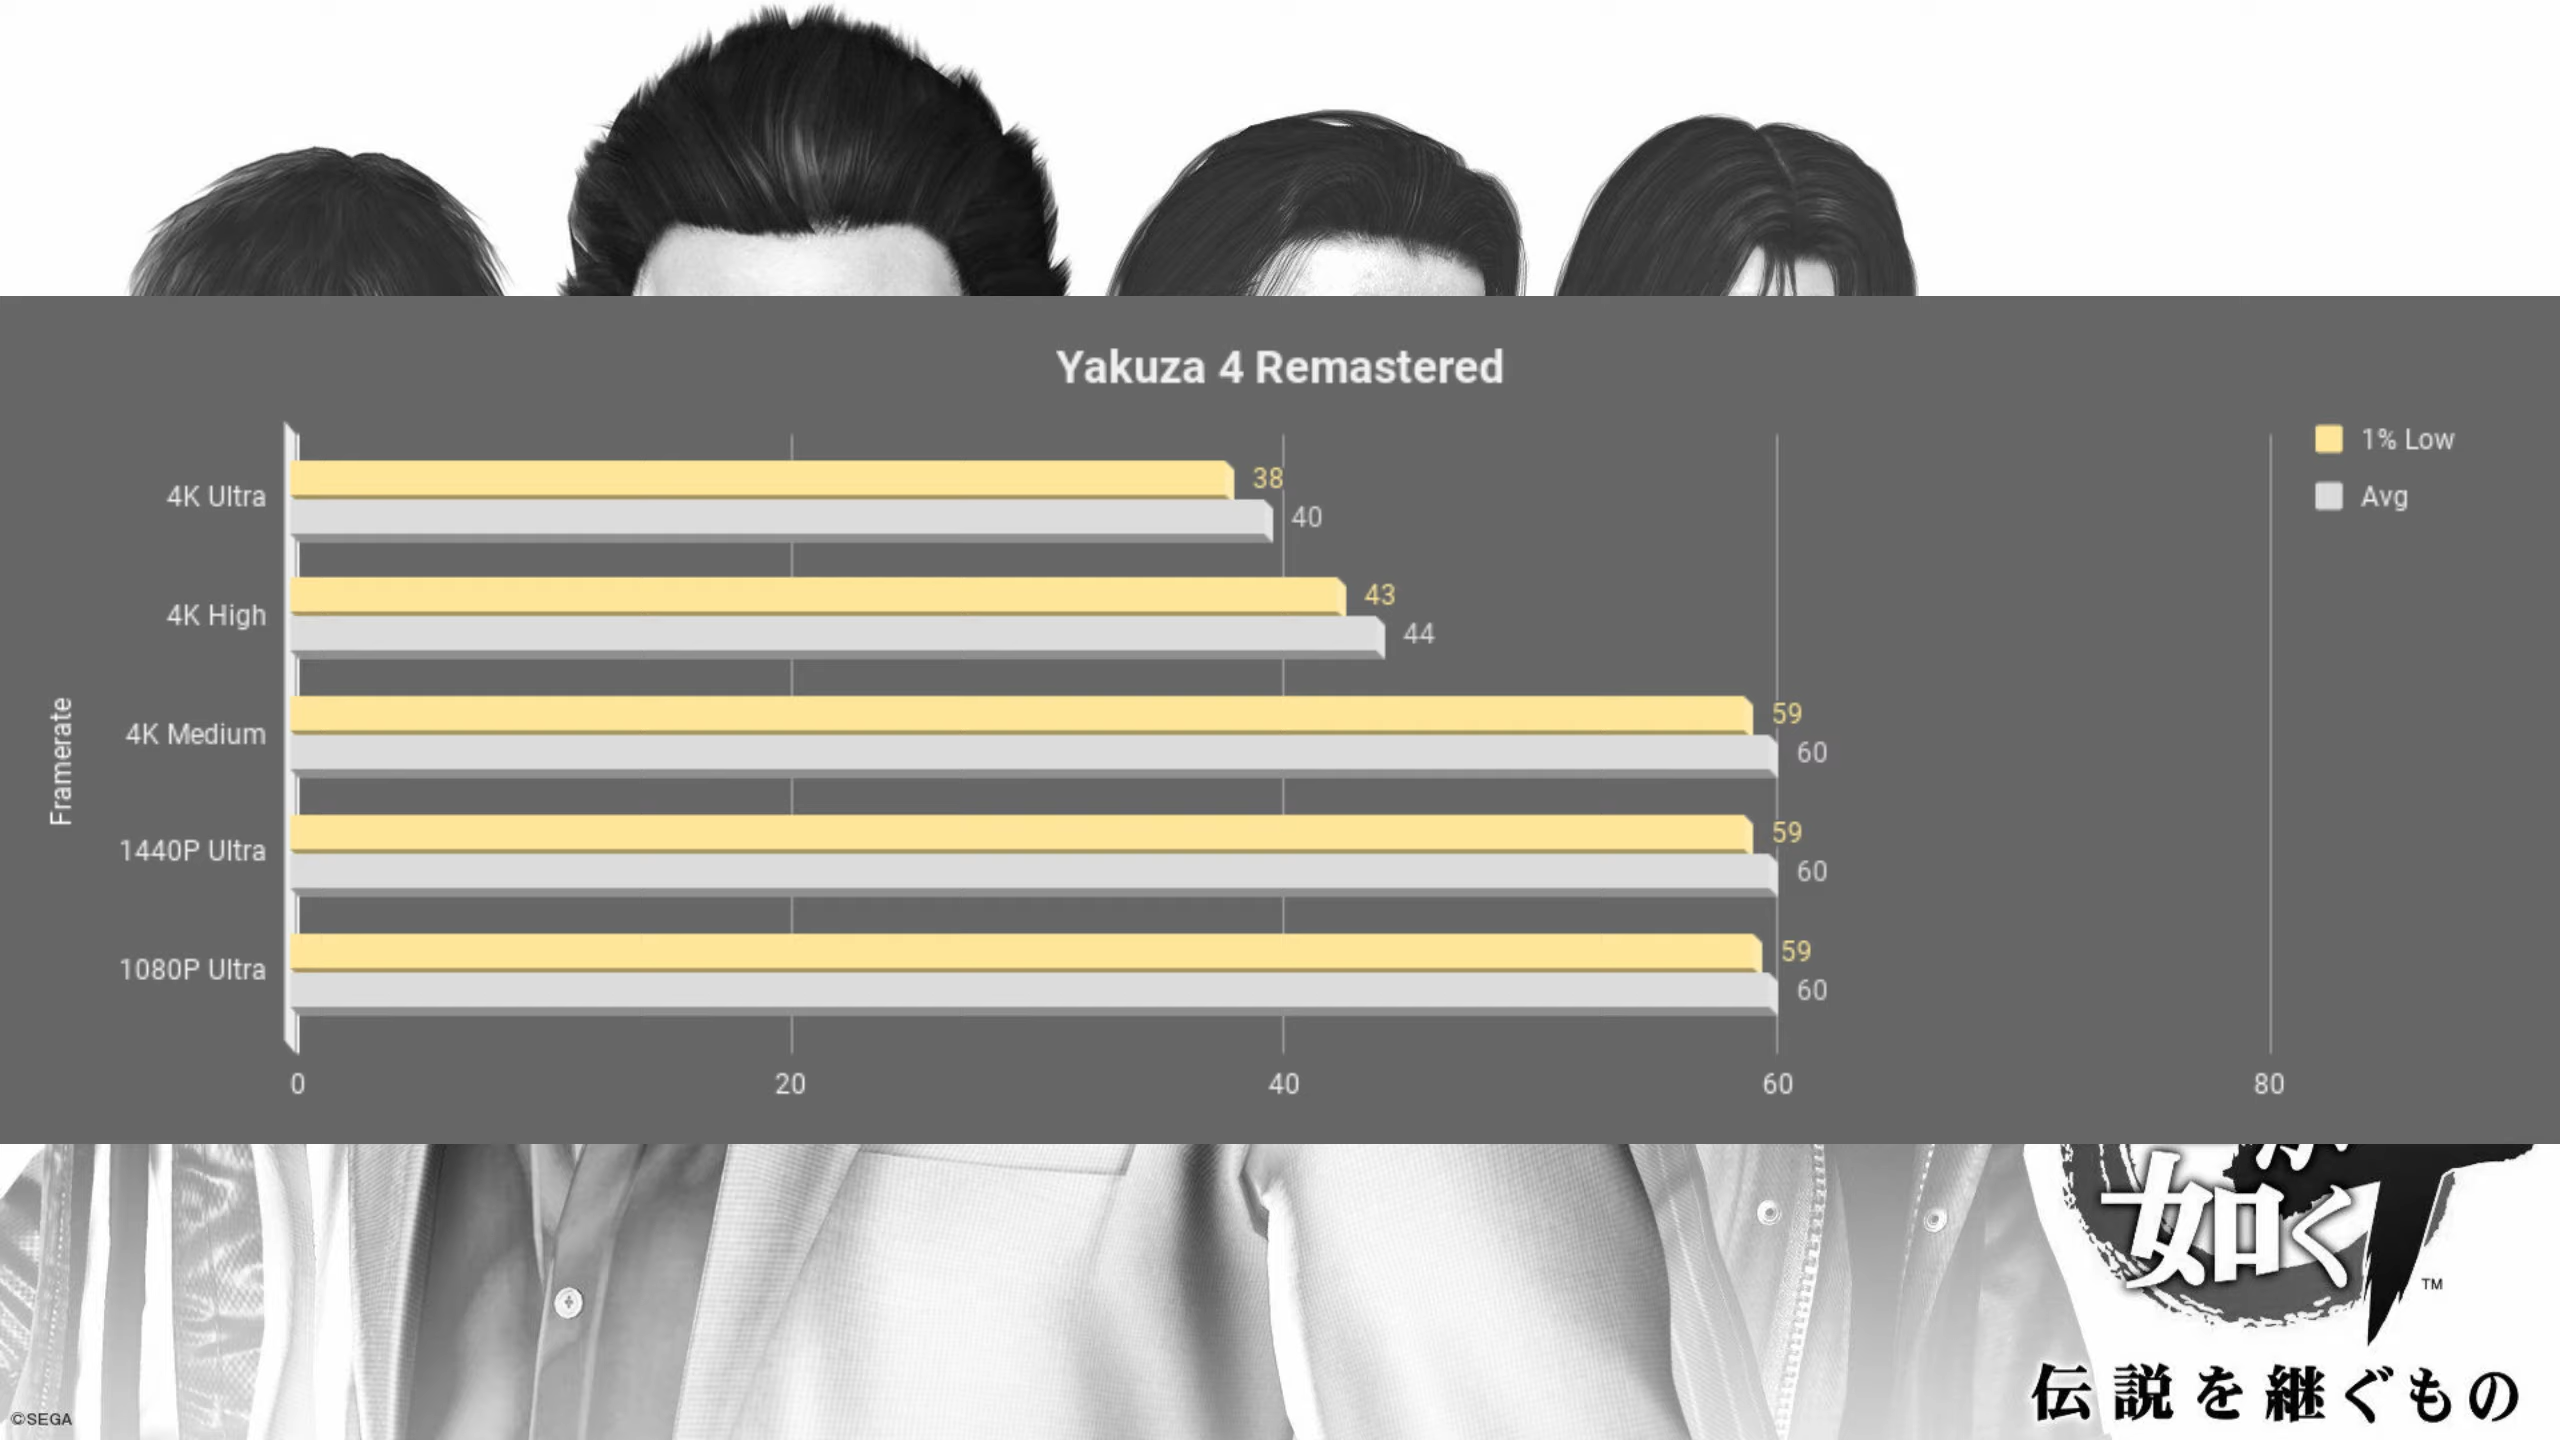 Yakuza 4 Remastered
1% Low
Avg
Framerate
4K Ultra
38
40
4K High
43
44
4K Medium
59
60
1440P Ultra
59
60
1080P Ultra
59
60
0 20 40 60 80
如く
TM
伝説を継ぐもの
©SEGA